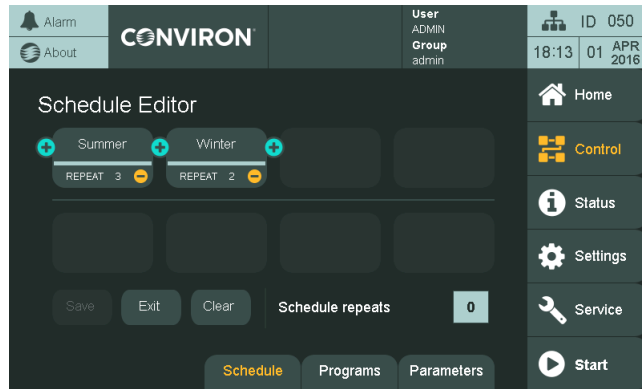 Alarm
About
CONVIRON
User
ADMIN
Group
admin
ID 050
18:13 01 APR 2016
Schedule Editor
Summer Winter
REPEAT 3 REPEAT 2
Save Exit Clear Schedule repeats 0
Schedule Programs Parameters
Home
Control
Status
Settings
Service
Start